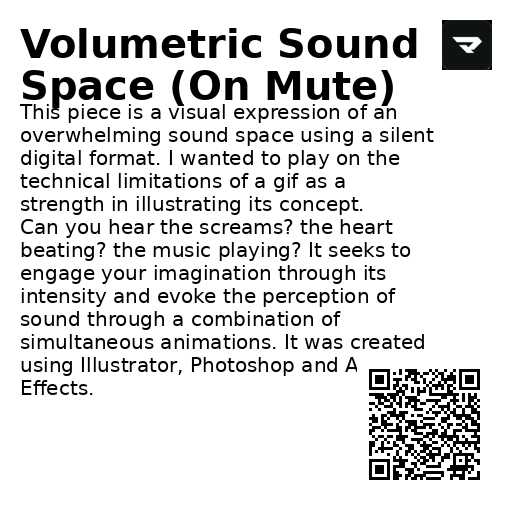 Volumetric Sound
Space (On Mute)
This piece is a visual expression of an
overwhelming sound space using a silent
digital format. I wanted to play on the
technical limitations of a gif as a
strength in illustrating its concept.
Can you hear the screams? the heart
beating? the music playing? It seeks to
engage your imagination through its
intensity and evoke the perception of
sound through a combination of
simultaneous animations. It was created
using Illustrator, Photoshop and A
Effects.